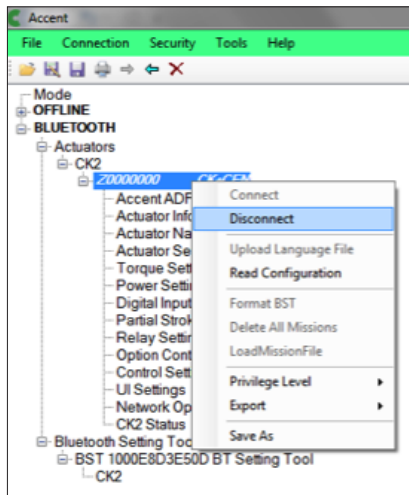 Accent
File Connection Security Tools Help
Mode
OFFLINE
BLUETOOTH
Actuators
CK2
Z0000000 CKcCEN
Accent ADF
Actuator Info
Actuator Na
Actuator Se
Torque Sett
Power Settin
Digital Input
Partial Strok
Relay Settin
Option Cont
Control Sett
UI Settings
Network Op
CK2 Status
Bluetooth Setting Too
BST 1000E8D3E50D BT Setting Tool
CK2
Connect
Disconnect
Upload Language File
Read Configuration
Format BST
Delete All Missions
LoadMissionFile
Privilege Level
Export
Save As